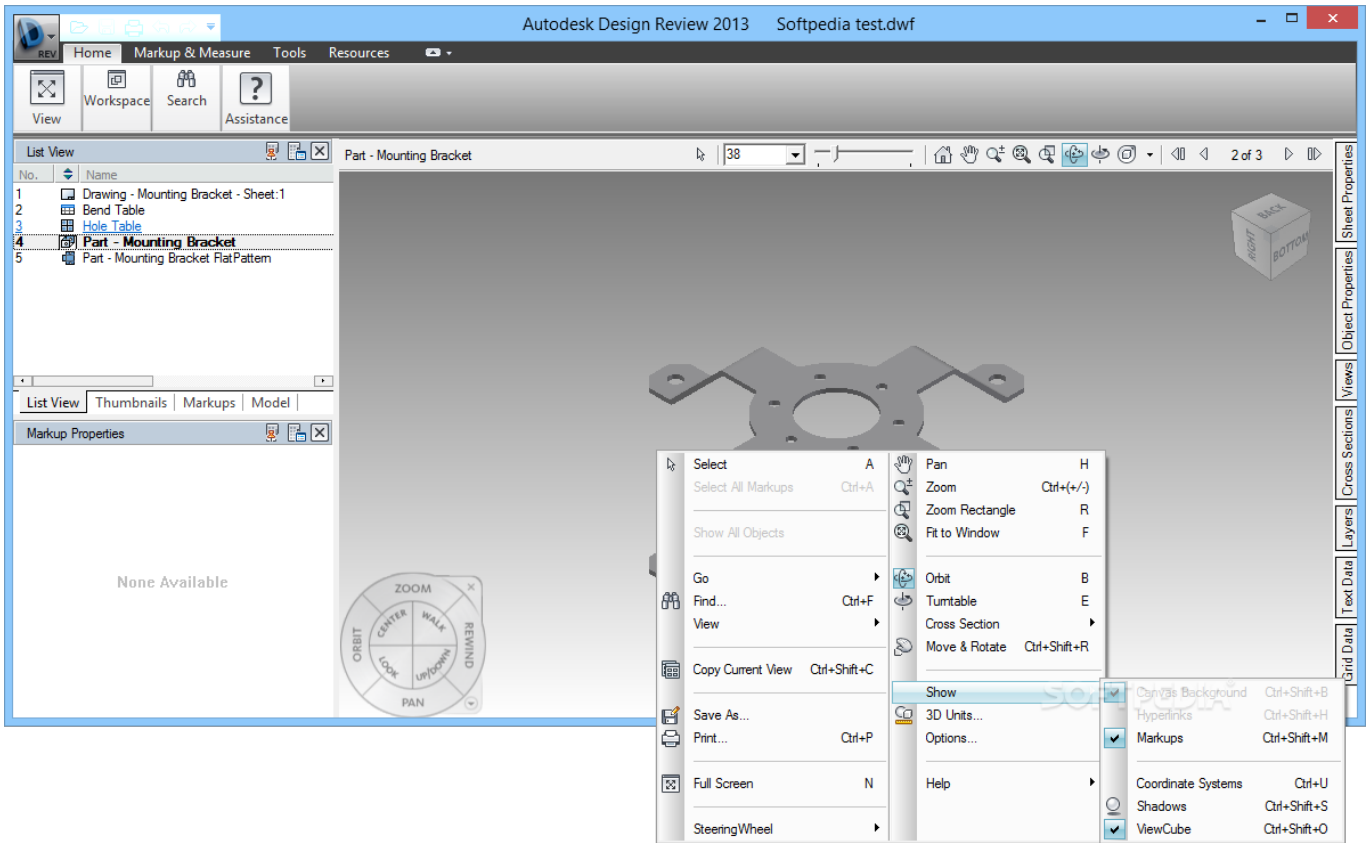 Autodesk Design Review 2013 Softpedia test.dwf
REV
Home Markup & Measure Tools Resources
View
Workspace
Search
Assistance
List View
No. Name
1 Drawing - Mounting Bracket - Sheet:1
2 Bend Table
3 Hole Table
4 Part - Mounting Bracket
5 Part - Mounting Bracket FlatPattern
List View Thumbnails Markups Model
Markup Properties
None Available
Part - Mounting Bracket
38
2 of 3
BACK
RIGHT
BOTTOM
Sheet Properties
Object Properties
Views
Cross Sections
Layers
Text Data
Grid Data
ZOOM
ORBIT
CENTER
WALK
REWIND
LOOK
UP/DOWN
PAN
Select A
Select All Markups Ctrl+A
Show All Objects
Go
Find... Ctrl+F
View
Copy Current View Ctrl+Shift+C
Save As...
Print... Ctrl+P
Full Screen N
SteeringWheel
Pan H
Zoom Ctrl+(+/-)
Zoom Rectangle R
Fit to Window F
Orbit B
Turntable E
Cross Section
Move & Rotate Ctrl+Shift+R
Show
3D Units...
Options...
Help
SOFTPEDIA
Canvas Background Ctrl+Shift+B
Hyperlinks Ctrl+Shift+H
Markups Ctrl+Shift+M
Coordinate Systems Ctrl+U
Shadows Ctrl+Shift+S
ViewCube Ctrl+Shift+O